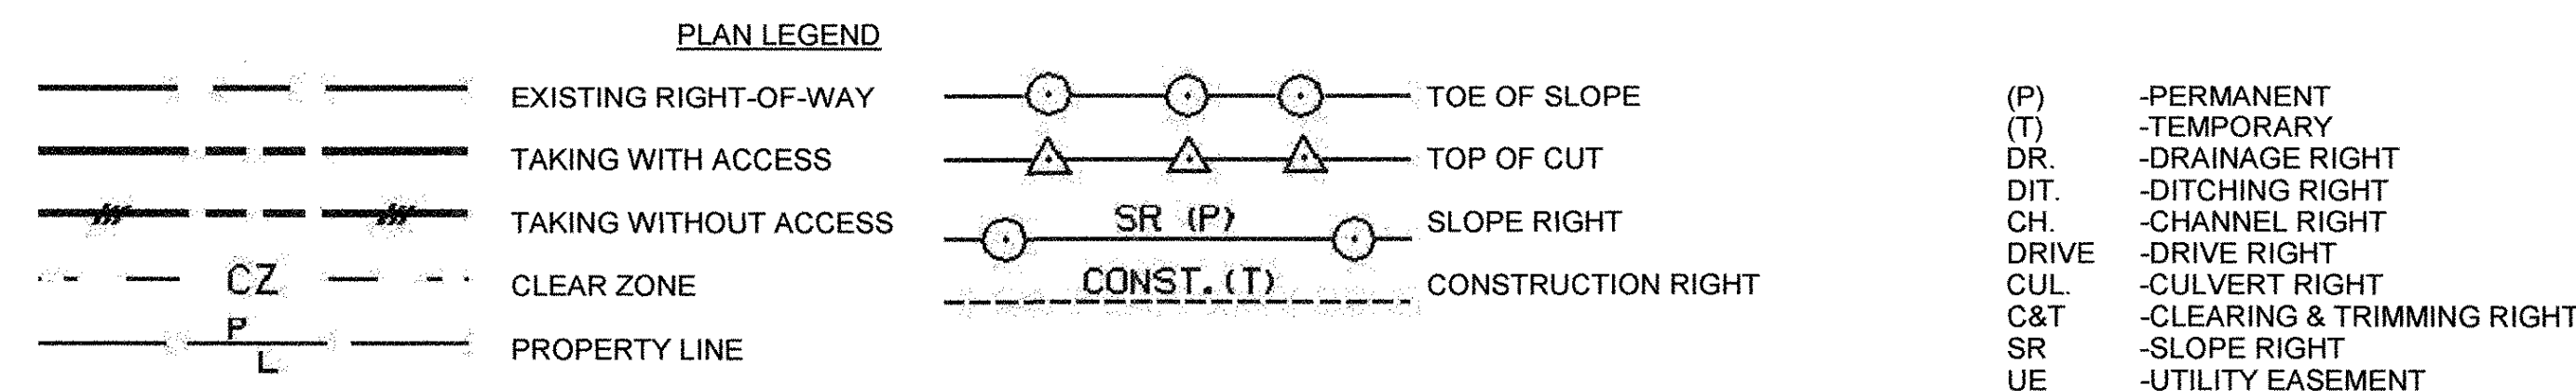 PLAN LEGEND
EXISTING RIGHT-OF-WAY
TAKING WITH ACCESS
TAKING WITHOUT ACCESS
CZ CLEAR ZONE
P
L
PROPERTY LINE
TOE OF SLOPE
TOP OF CUT
SR (P) SLOPE RIGHT
CONST. (T) CONSTRUCTION RIGHT
(P) -PERMANENT
(T) -TEMPORARY
DR. -DRAINAGE RIGHT
DIT. -DITCHING RIGHT
CH. -CHANNEL RIGHT
DRIVE -DRIVE RIGHT
CUL. -CULVERT RIGHT
C&T -CLEARING & TRIMMING RIGHT
SR -SLOPE RIGHT
UE -UTILITY EASEMENT